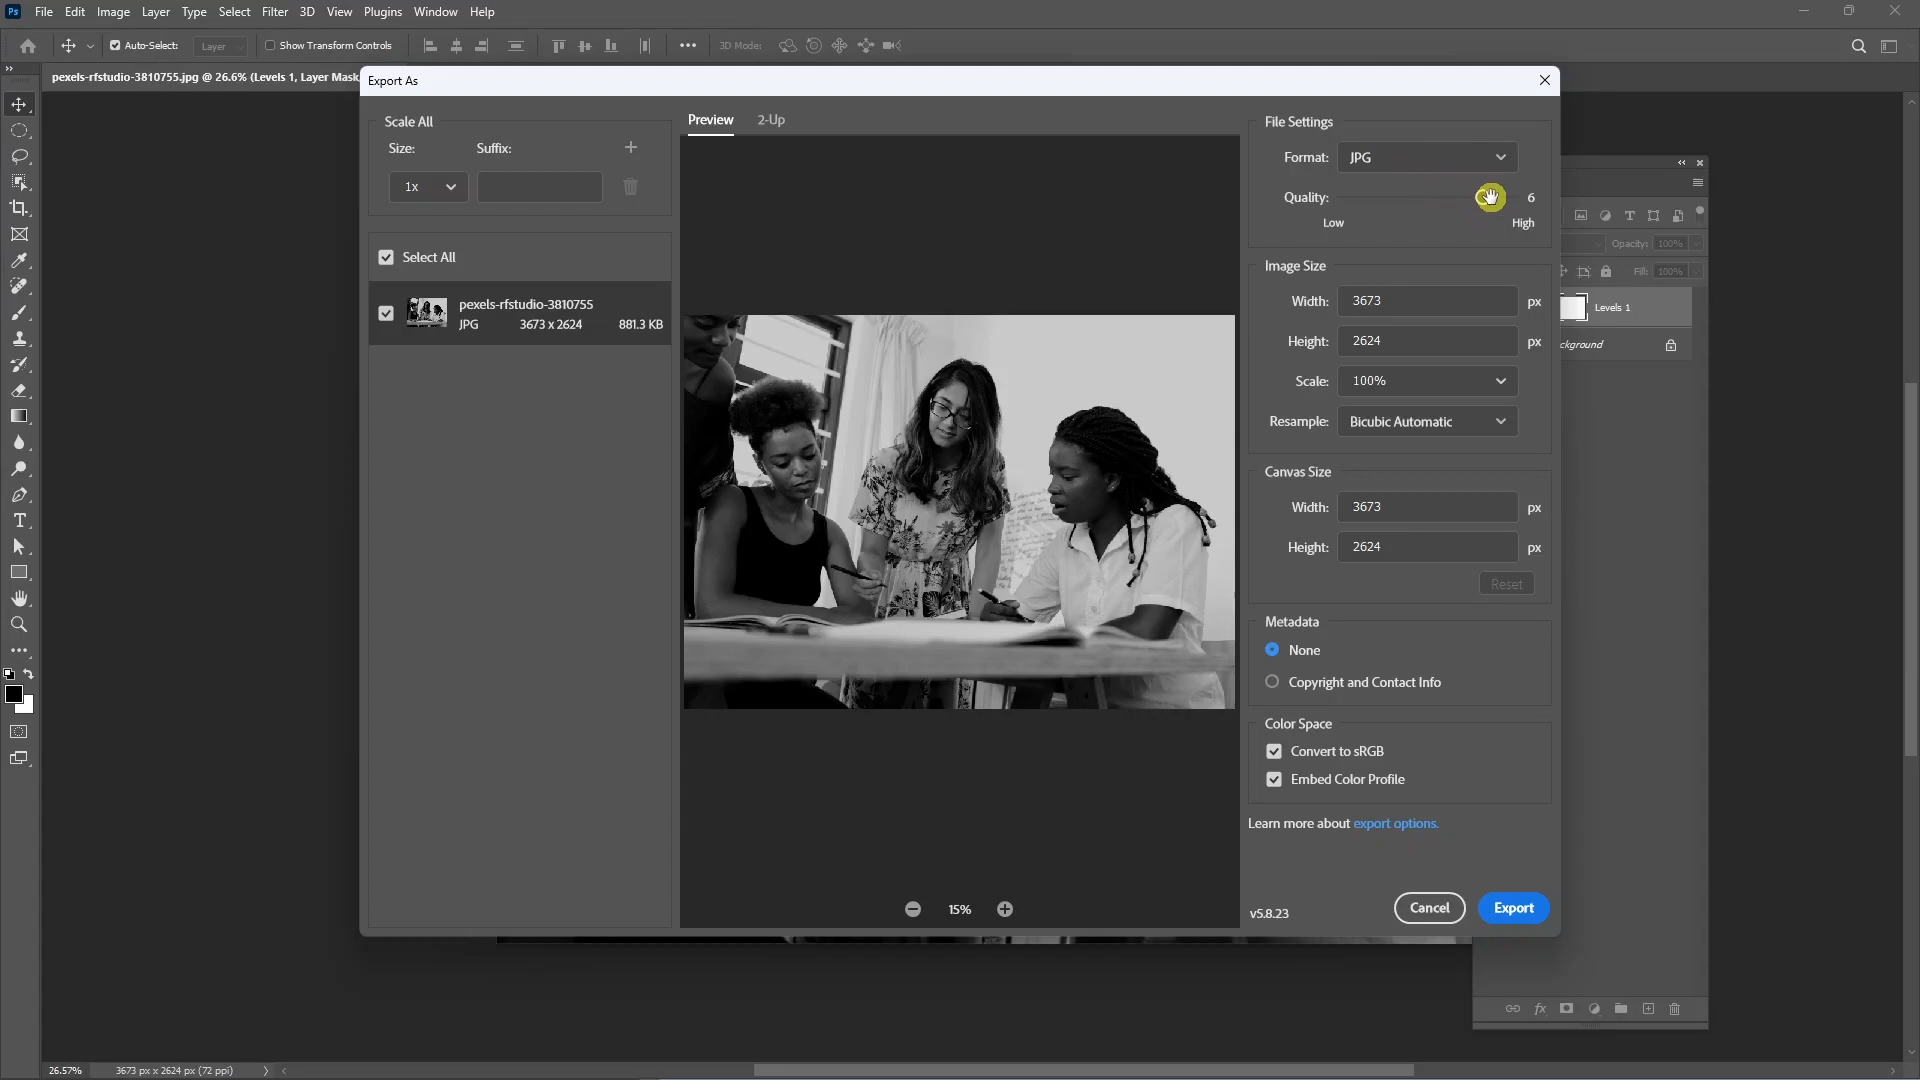 Ps File Edit Image Layer Type Select Filter 3D View Plugins Window Help
Auto-Select: Layer Show Transform Controls 3D Mode:
pexels-rfstudio-3810755.jpg @ 26.6% (Levels 1, Layer Mask
Export As
Scale All
Size: Suffix:
1x
Select All
pexels-rfstudio-3810755
JPG 3673 x 2624 881.3 KB
Preview 2-Up
15%
File Settings
Format: JPG
Quality: 6
Low High
Image Size
Width: 3673 px
Height: 2624 px
Scale: 100%
Resample: Bicubic Automatic
Canvas Size
Width: 3673 px
Height: 2624 px
Reset
Metadata
None
Copyright and Contact Info
Color Space
Convert to sRGB
Embed Color Profile
Learn more about export options.
v5.8.23 Cancel Export
Opacity: 100%
Fill: 100%
Levels 1
ckground
26.57% 3673 px x 2624 px (72 ppi)